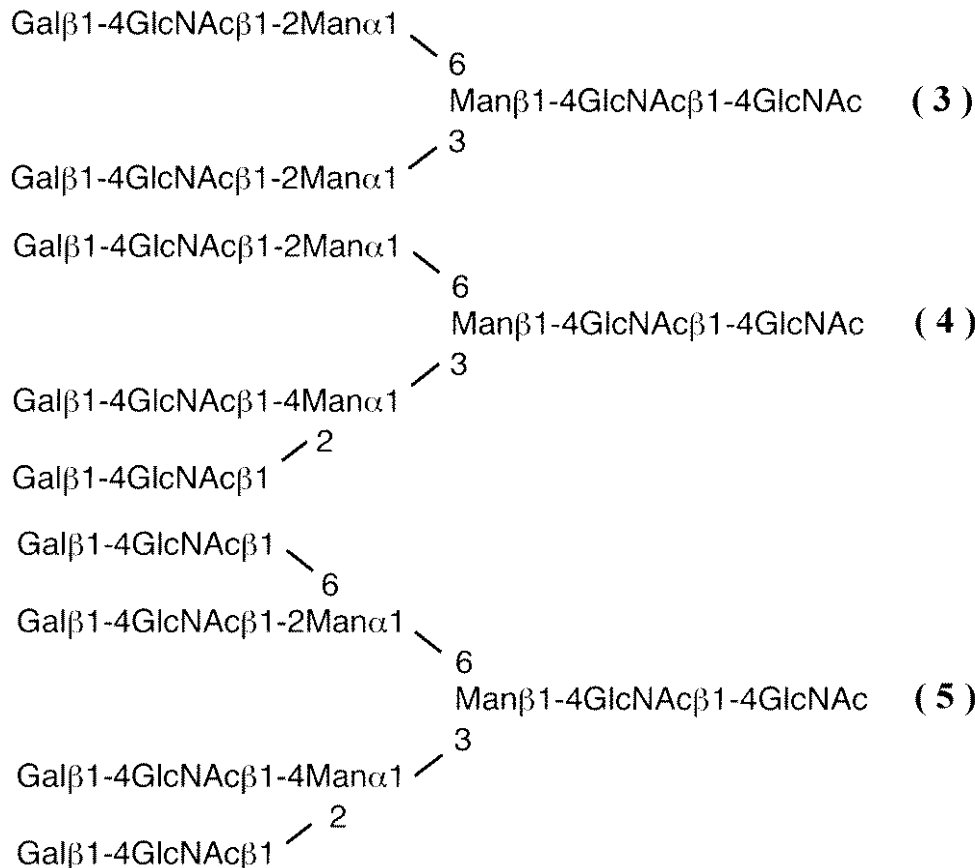 Galβ1-4GlcNAcβ1-2Manα1
6
Manβ1-4GlcNAcβ1-4GlcNAc (3)
3
Galβ1-4GlcNAcβ1-2Manα1
Galβ1-4GlcNAcβ1-2Manα1
6
Manβ1-4GlcNAcβ1-4GlcNAc (4)
3
Galβ1-4GlcNAcβ1-4Manα1
2
Galβ1-4GlcNAcβ1
Galβ1-4GlcNAcβ1
6
Galβ1-4GlcNAcβ1-2Manα1
6
Manβ1-4GlcNAcβ1-4GlcNAc (5)
3
Galβ1-4GlcNAcβ1-4Manα1
2
Galβ1-4GlcNAcβ1